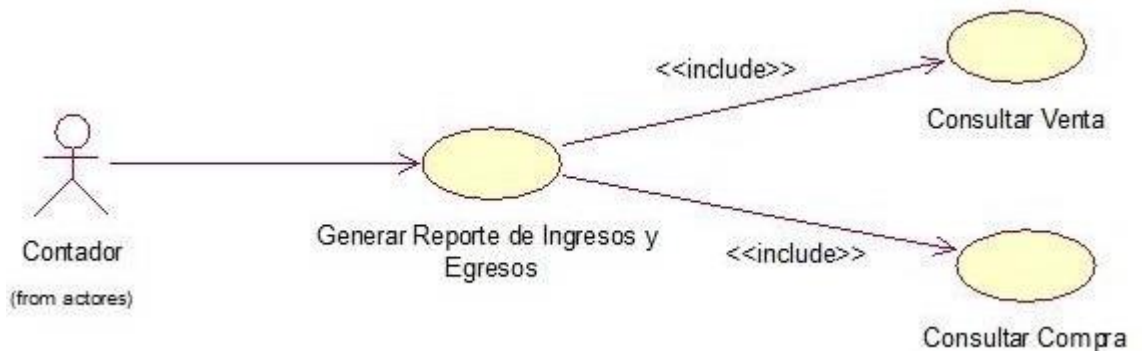 <<include>>
Consultar Venta
Contador
(from actores)
Generar Reporte de Ingresos y
Egresos
<<include>>
Consultar Compra